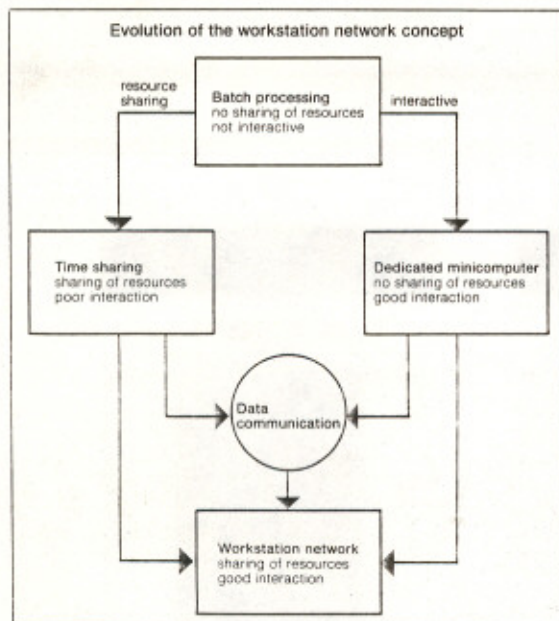 Evolution of the workstation network concept
resource
sharing
Batch processing
no sharing of resources
not interactive
interactive
Time sharing
sharing of resources
poor interaction
Dedicated minicomputer
no sharing of resources
good interaction
Data
communication
Workstation network
sharing of resources
good interaction